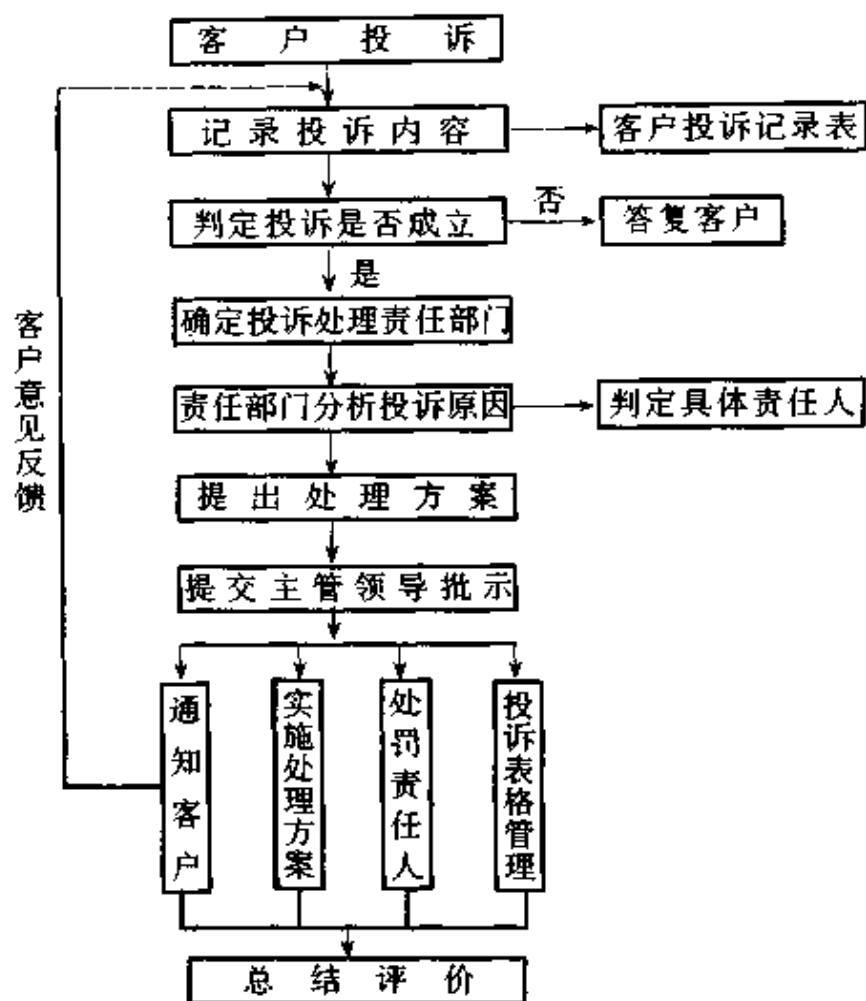 客户投诉
记录投诉内容
客户投诉记录表
判定投诉是否成立
否
答复客户
是
确定投诉处理责任部门
责任部门分析投诉原因
判定具体责任人
提出处理方案
提交主管领导批示
客户意见反馈
通知客户
实施处理方案
处罚责任人
投诉表格管理
总结评价